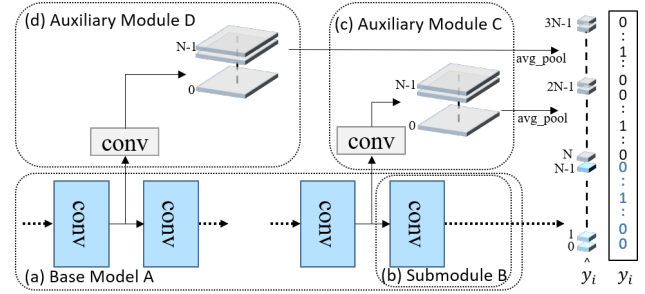 (d) Auxiliary Module D
N-1
0
conv
(c) Auxiliary Module C
N-1
0
conv
avg_pool
avg_pool
conv
conv
conv
conv
(a) Base Model A
(b) Submodule B
3N-1
2N-1
N
N-1
1
0
ŷi
0
:
1
:
0
0
:
1
:
0
0
:
1
:
0
0
yi